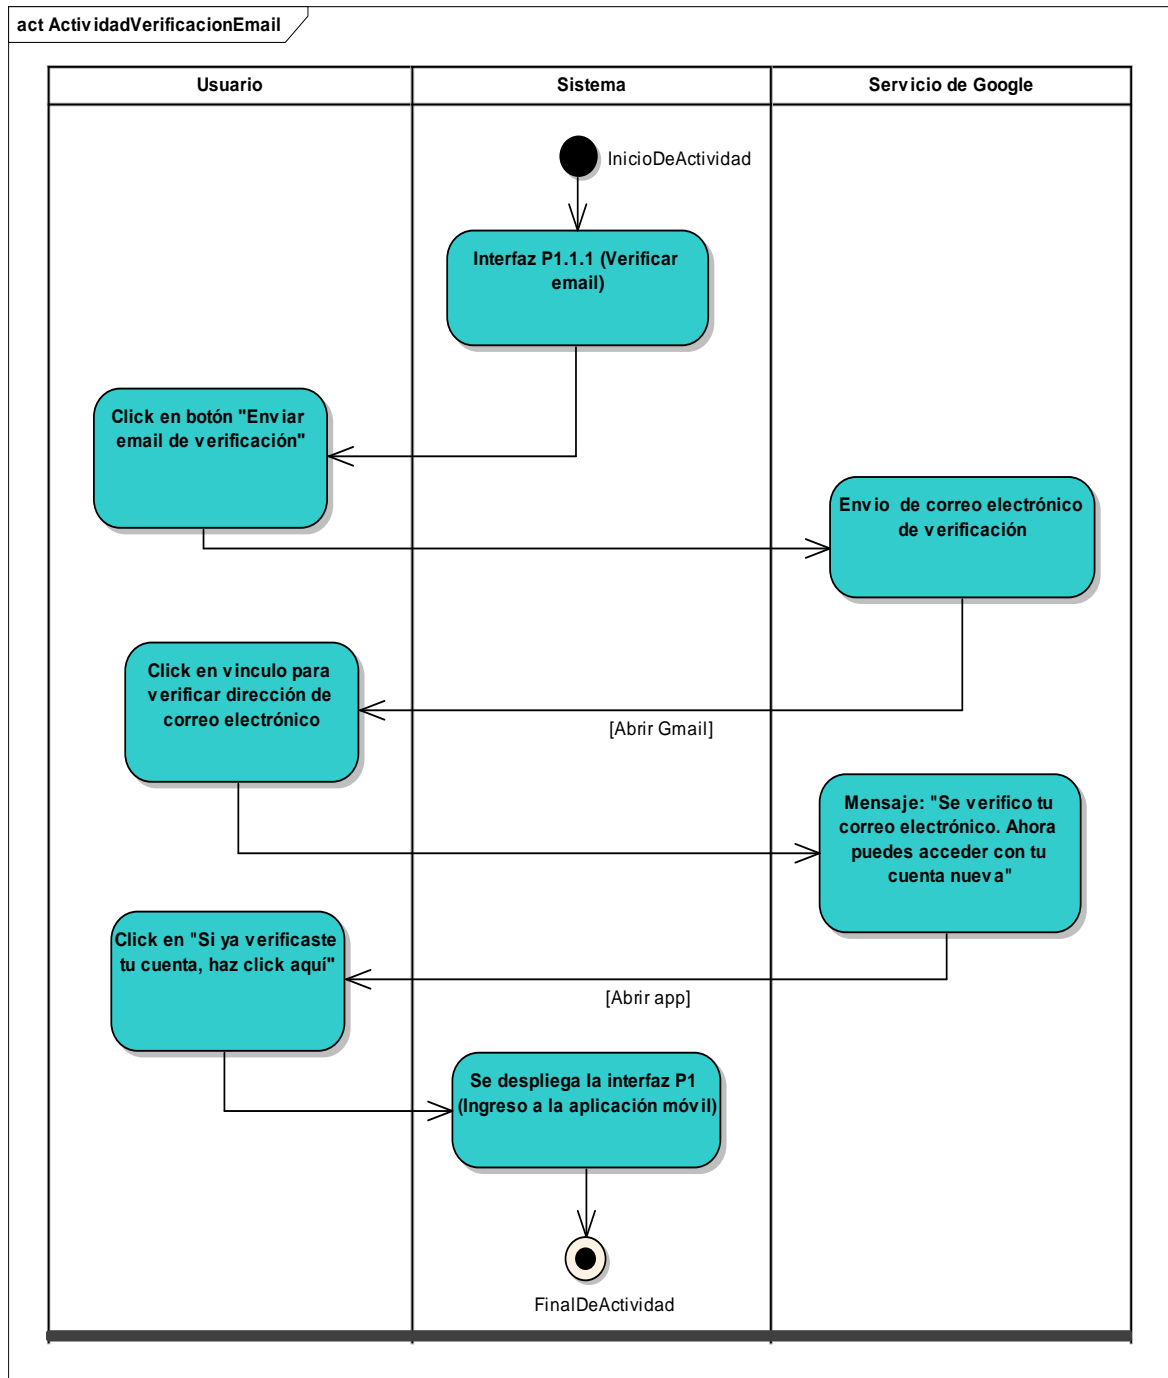 act ActividadVerificacionEmail
Usuario
Sistema
Servicio de Google
InicioDeActividad
Interfaz P1.1.1 (Verificar
email)
Click en botón "Enviar
email de verificación"
Envio  de correo electrónico
de verificación
Click en vinculo para
verificar dirección de
correo electrónico
[Abrir Gmail]
Mensaje: "Se verifico tu
correo electrónico. Ahora
puedes acceder con tu
cuenta nueva"
Click en "Si ya verificaste
tu cuenta, haz click aquí"
[Abrir app]
Se despliega la interfaz P1
(Ingreso a la aplicación móvil)
FinalDeActividad